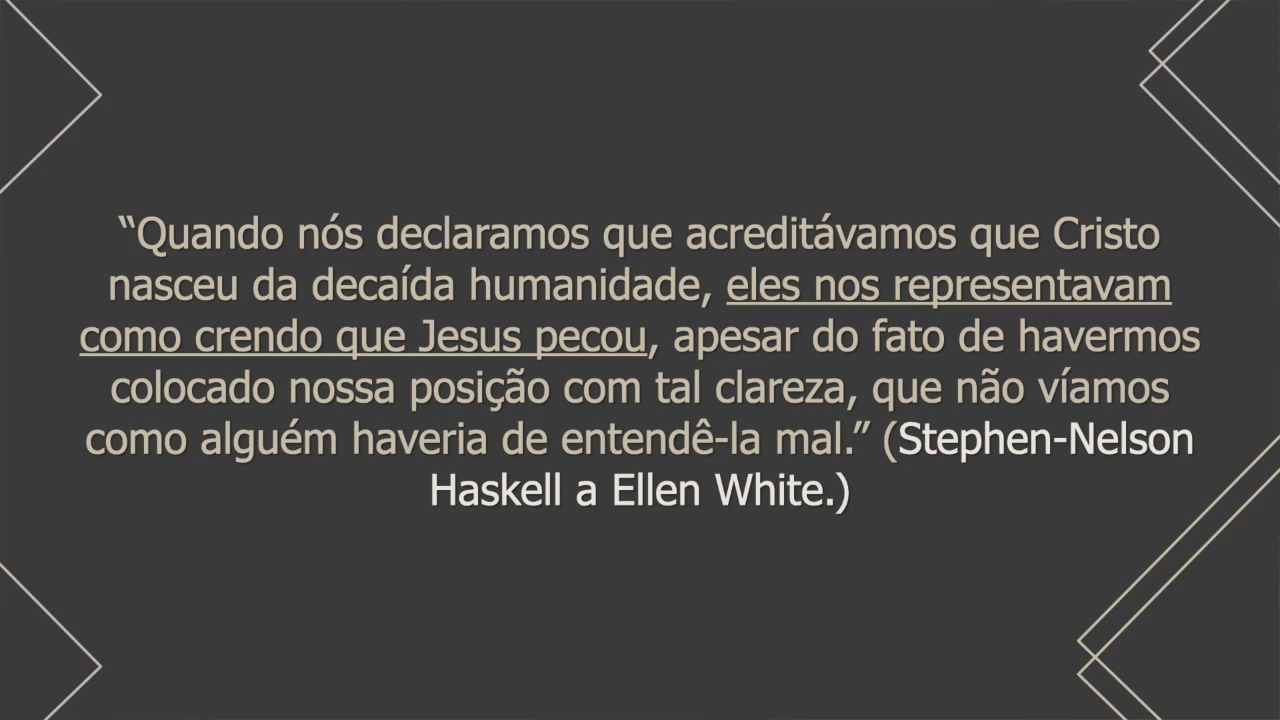 “Quando nós declaramos que acreditávamos que Cristo
nasceu da decaída humanidade, eles nos representavam
como crendo que Jesus pecou, apesar do fato de havermos
colocado nossa posição com tal clareza, que não víamos
como alguém haveria de entendê-la mal.” (Stephen-Nelson
Haskell a Ellen White.)